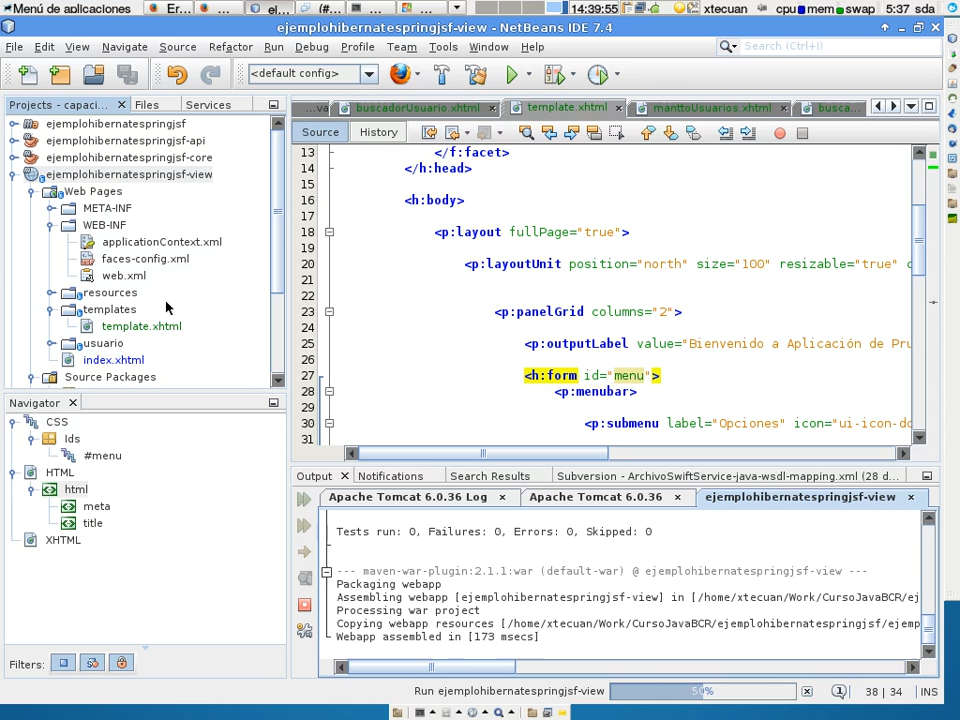 Menú de aplicaciones
Er...
ej...
(#...
...
14:39:55
xtecuan
cpu mem swap
5:37 sda
ejemplohibernatespringjsf-view - NetBeans IDE 7.4
File Edit View Navigate Source Refactor Run Debug Profile Team Tools Window Help
Search (Ctrl+I)
<default config>
Projects - capaci...
Files
Services
ejemplohibernatespringjsf
ejemplohibernatespringjsf-api
ejemplohibernatespringjsf-core
ejemplohibernatespringjsf-view
Web Pages
META-INF
WEB-INF
applicationContext.xml
faces-config.xml
web.xml
resources
templates
template.xhtml
usuario
index.xhtml
Source Packages
Navigator
CSS
Ids
#menu
HTML
html
meta
title
XHTML
Filters:
...va
buscadorUsuario.xhtml
template.xhtml
manttoUsuarios.xhtml
busca...
Source
History
13 </f:facet>
14 </h:head>
15
16 <h:body>
17
18 <p:layout fullPage="true">
19
20 <p:layoutUnit position="north" size="100" resizable="true" c
21
22
23 <p:panelGrid columns="2">
24
25 <p:outputLabel value="Bienvenido a Aplicación de Pru
26
27 <h:form id="menu">
28 <p:menubar>
29
30 <p:submenu label="Opciones" icon="ui-icon-do
31
Output
Notifications
Search Results
Subversion - ArchivoSwiftService-java-wsdl-mapping.xml (28 d...
Apache Tomcat 6.0.36 Log
Apache Tomcat 6.0.36
ejemplohibernatespringjsf-view
Tests run: 0, Failures: 0, Errors: 0, Skipped: 0
--- maven-war-plugin:2.1.1:war (default-war) @ ejemplohibernatespringjsf-view ---
Packaging webapp
Assembling webapp [ejemplohibernatespringjsf-view] in [/home/xtecuan/Work/CursoJavaBCR/ej
Processing war project
Copying webapp resources [/home/xtecuan/Work/CursoJavaBCR/ejemplohibernatespringjsf/ejemp
Webapp assembled in [173 msecs]
Run ejemplohibernatespringjsf-view
50%
38 | 34
INS